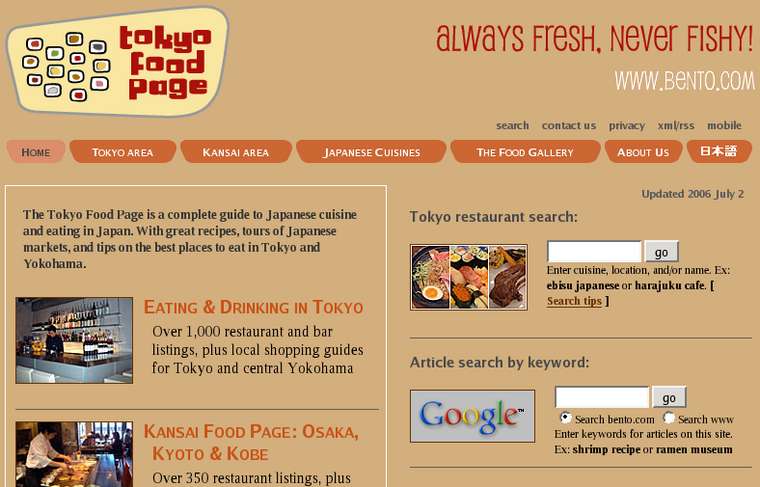 tokyo
food
page
always fresh, never fishy!
www.bento.com
search contact us privacy xml/rss mobile
Home Tokyo area Kansai area Japanese Cuisines The Food Gallery About Us 日本語
Updated 2006 July 2
The Tokyo Food Page is a complete guide to Japanese cuisine
and eating in Japan. With great recipes, tours of Japanese
markets, and tips on the best places to eat in Tokyo and
Yokohama.
Eating & Drinking in Tokyo
Over 1,000 restaurant and bar
listings, plus local shopping guides
for Tokyo and central Yokohama
Kansai Food Page: Osaka,
Kyoto & Kobe
Over 350 restaurant listings, plus
Tokyo restaurant search:
go
Enter cuisine, location, and/or name. Ex:
ebisu japanese or harajuku cafe. [
Search tips ]
Article search by keyword:
Google™
go
Search bento.com Search www
Enter keywords for articles on this site.
Ex: shrimp recipe or ramen museum